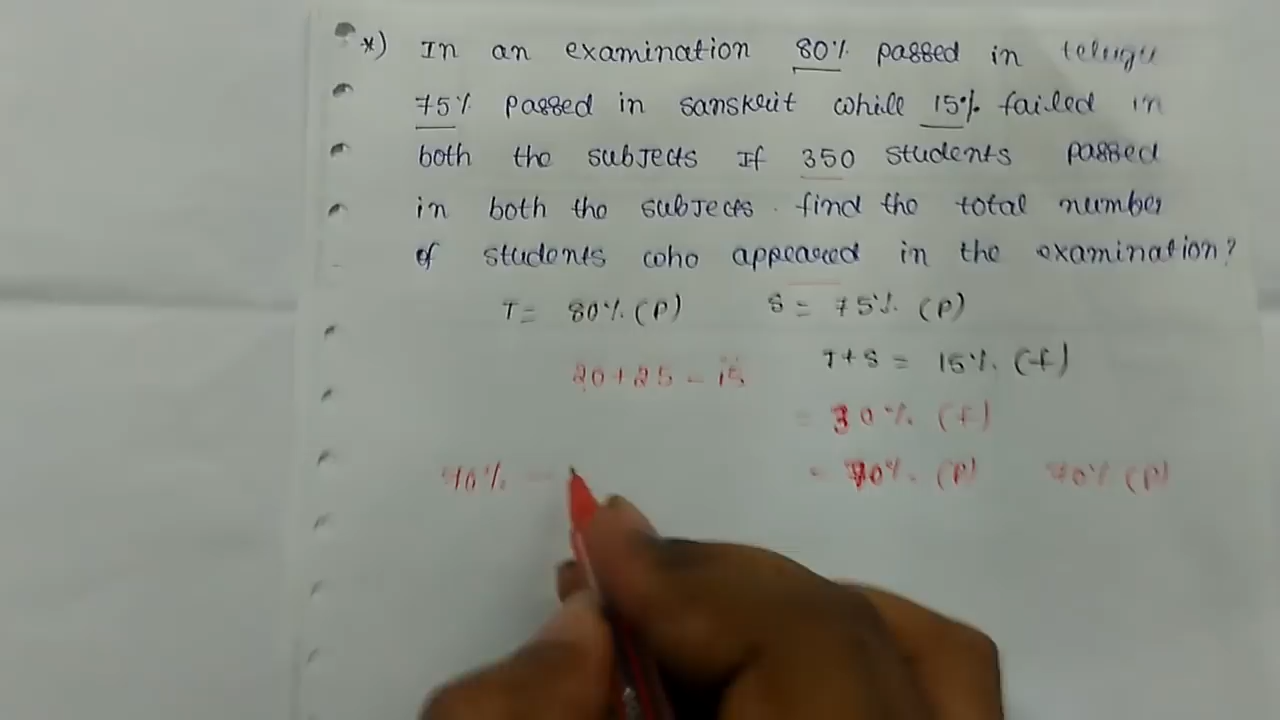 *) In an examination 80% passed in telugu
75% passed in sanskrit while 15% failed in
both the subjects If 350 students passed
in both the subjects. find the total number
of students who appeared in the examination?
T= 80% (P) S = 75% (P)
T+S = 15% (f)
20+25-15
= 30% (f)
70% - = 70% (P) 70% (P)